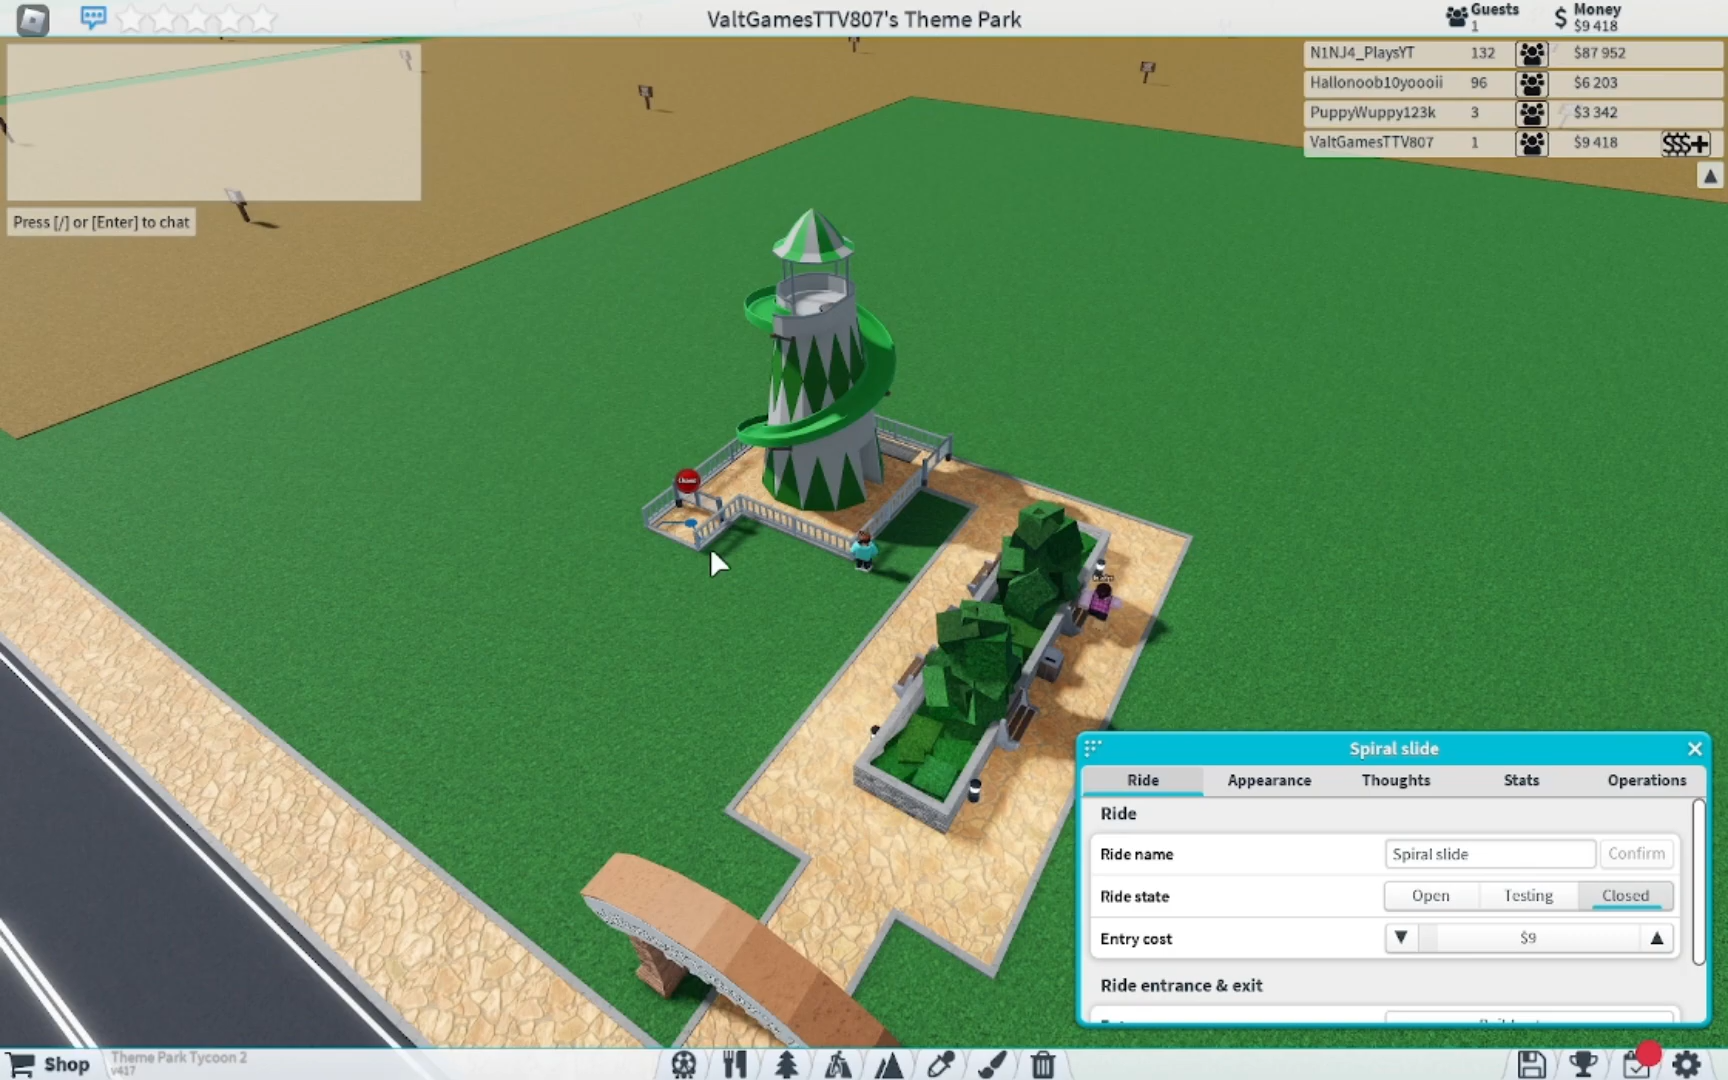 ValtGamesTTV807's Theme Park
Guests
1
$ Money
$9 418
N1NJ4_PlaysYT 132 $87 952
Hallonoob10yoooii 96 $6 203
PuppyWuppy123k 3 $3 342
ValtGamesTTV807 1 $9 418 $$$+
Press [/] or [Enter] to chat
Closed
Spiral slide
Ride Appearance Thoughts Stats Operations
Ride
Ride name Spiral slide Confirm
Ride state Open Testing Closed
Entry cost $9
Ride entrance & exit
Shop
Theme Park Tycoon 2
v417